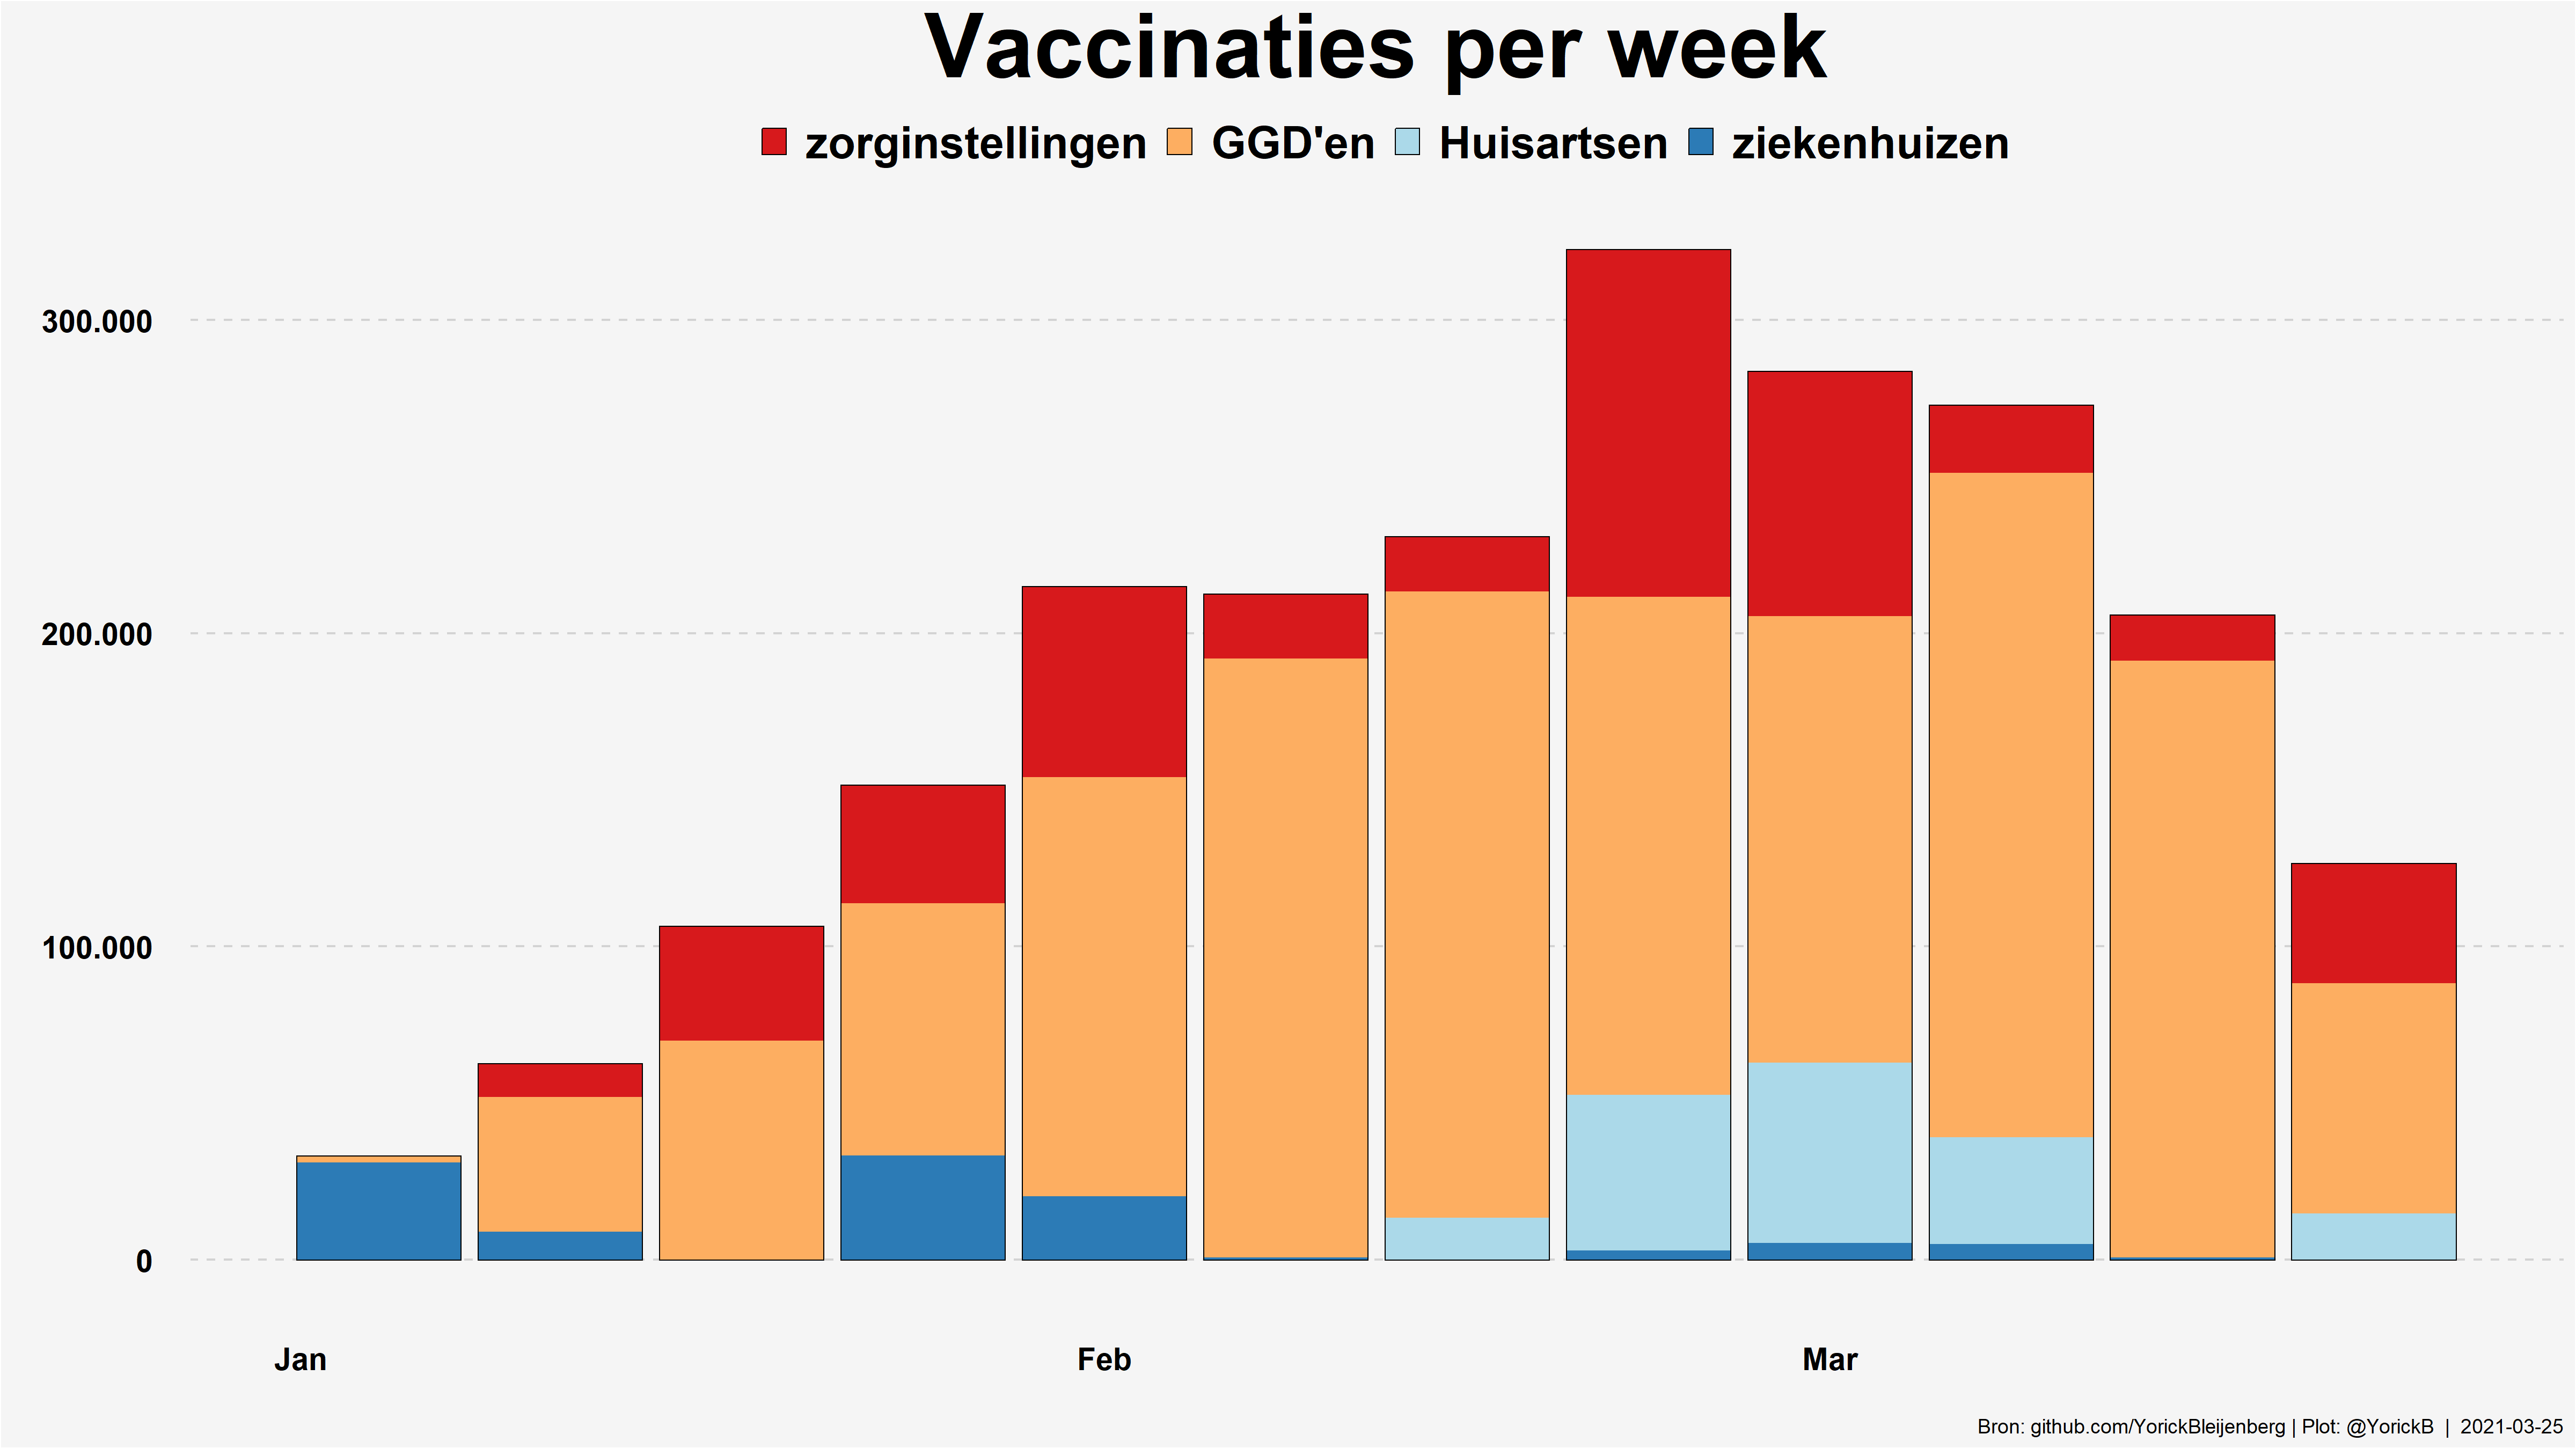 Vaccinaties per week
zorginstellingen GGD'en Huisartsen ziekenhuizen
300.000
200.000
100.000
0
Jan Feb Mar
Bron: github.com/YorickBleijenberg | Plot: @YorickB | 2021-03-25